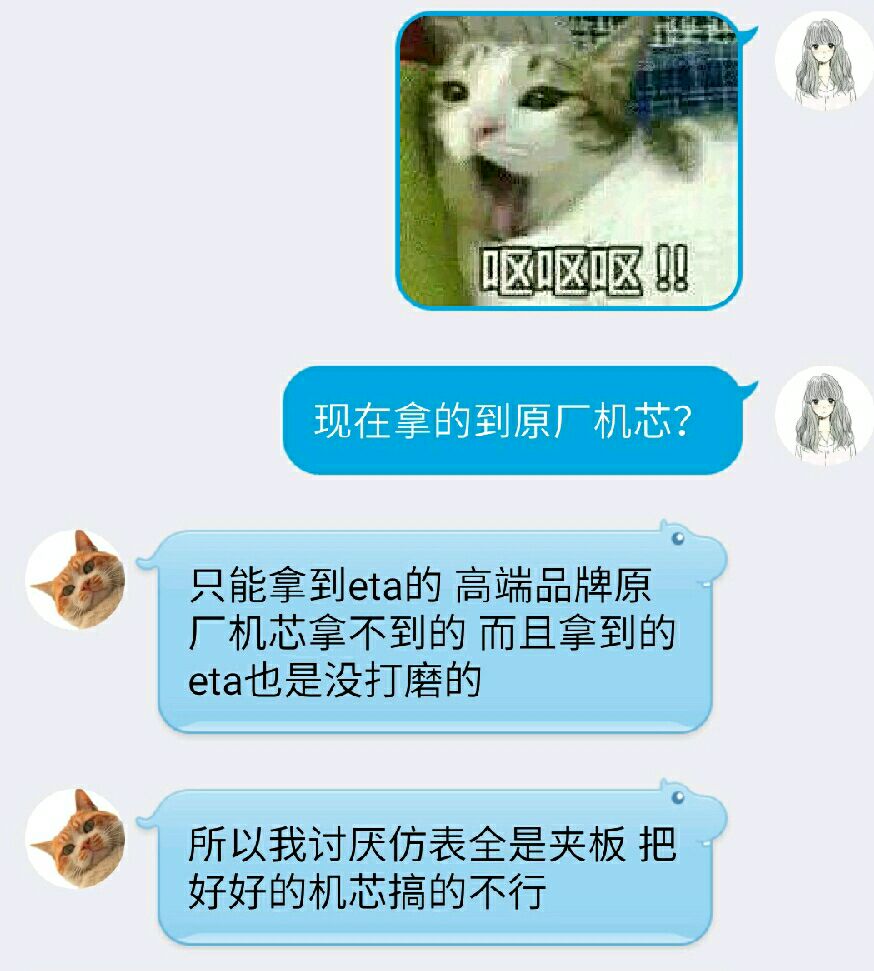 呕呕呕!!
现在拿的到原厂机芯？
只能拿到eta的 高端品牌原
厂机芯拿不到的 而且拿到的
eta也是没打磨的
所以我讨厌仿表全是夹板 把
好好的机芯搞的不行